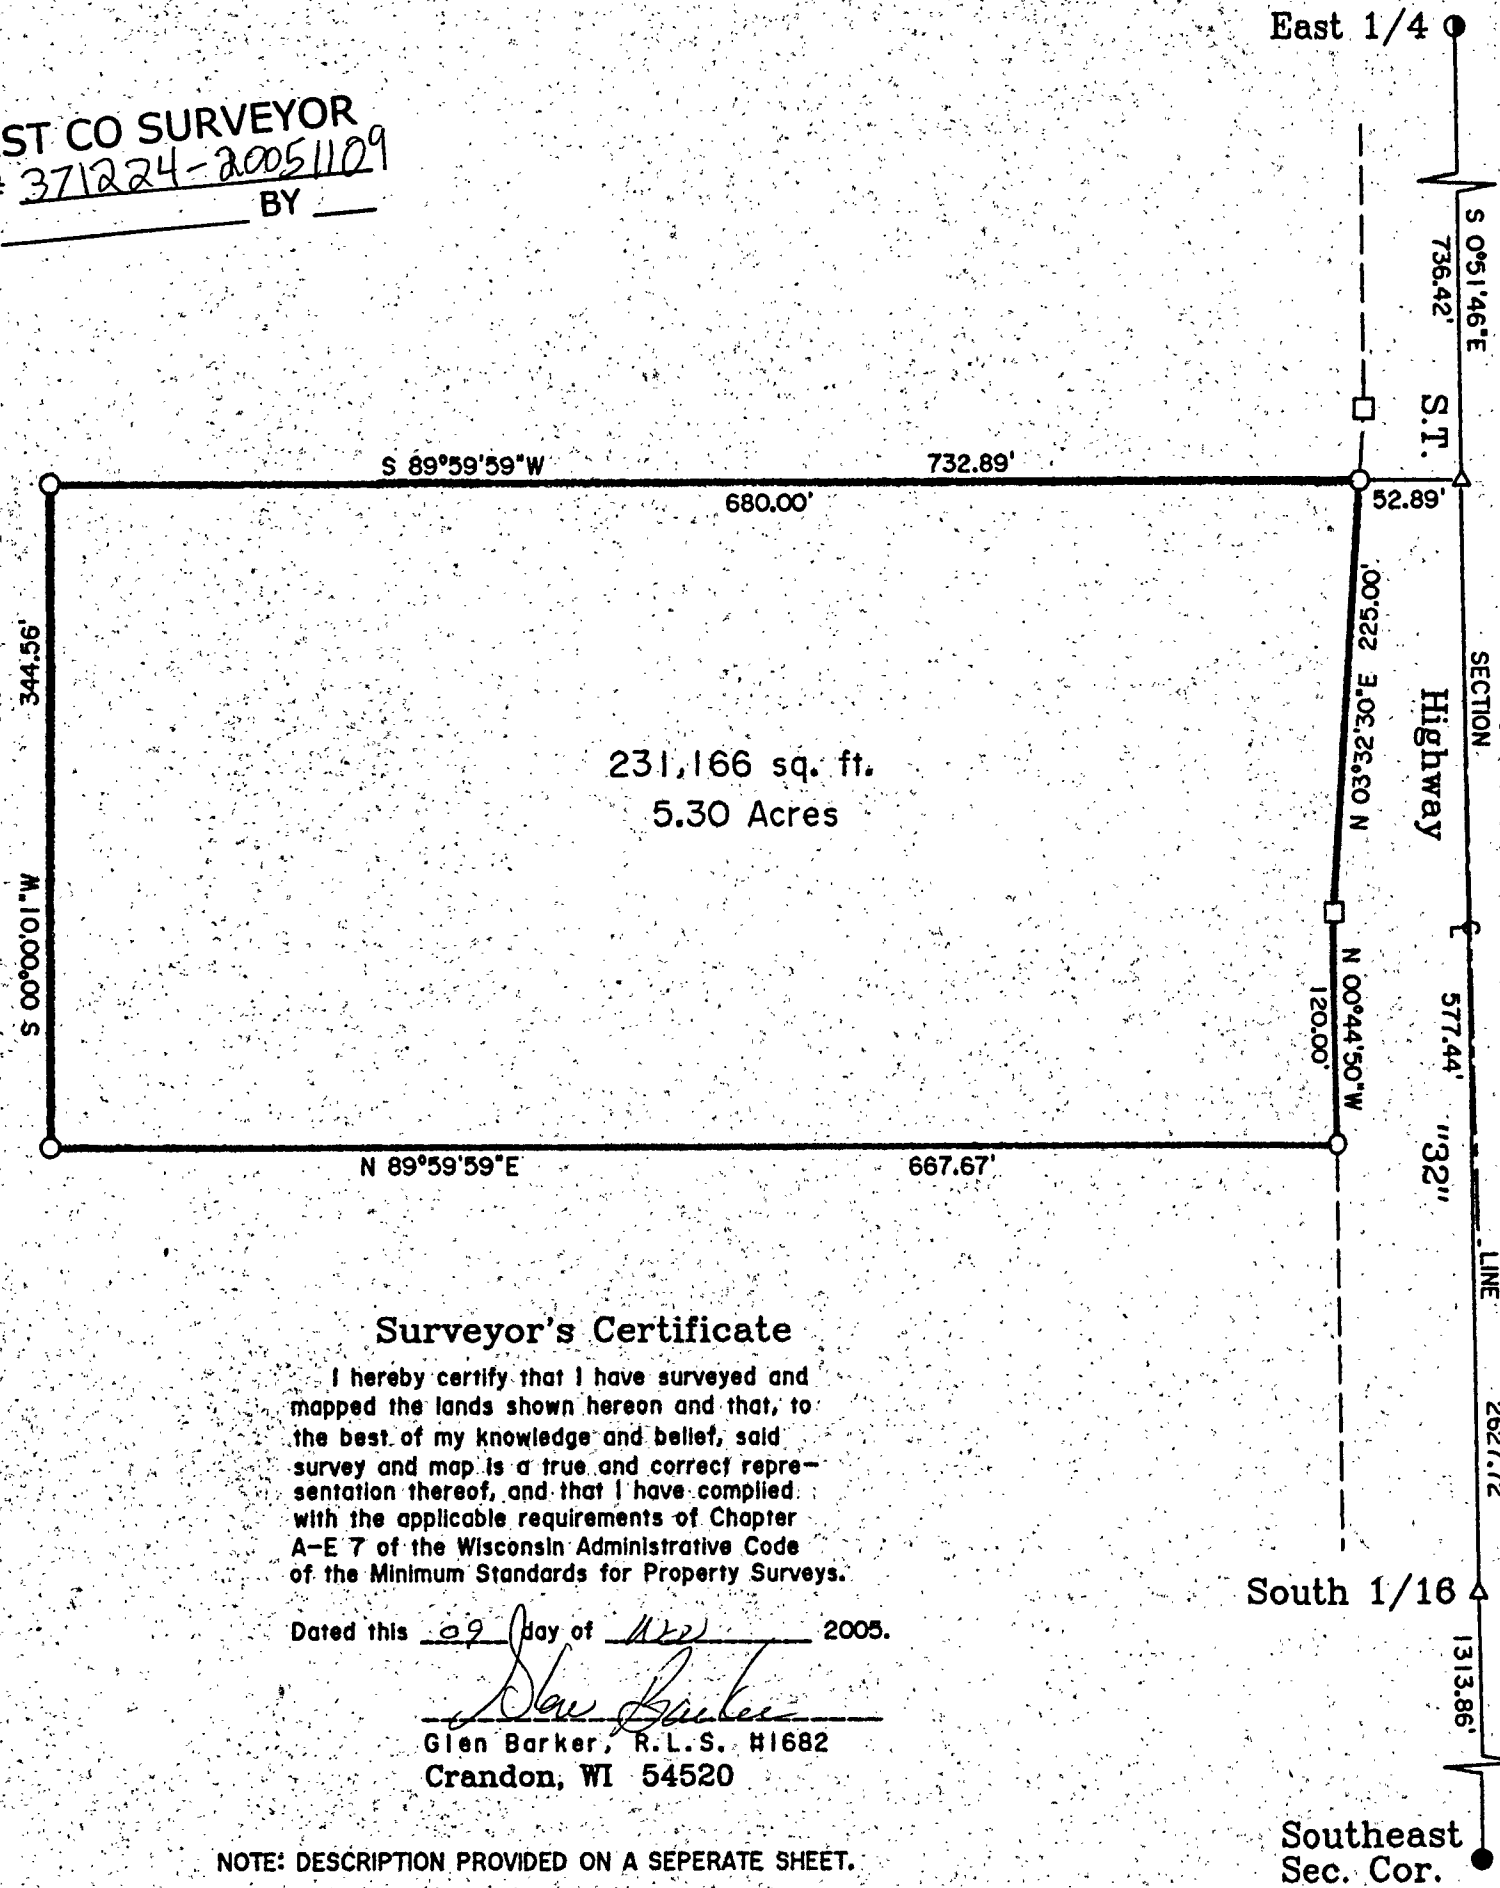 East 1/4
ST CO SURVEYOR
# 371224-20051109
BY
S 0°51'46"E
736.42'
S.T.
S 89°59'59"W
732.89'
680.00'
52.89'
N 03°32'30"E 225.00'
SECTION
Highway
344.56'
231,166 sq. ft.
5.30 Acres
S 00°00'01"W
N 00°44'50"W
120.00'
577.44'
"32"
N 89°59'59"E
667.67'
LINE
2627.72
Surveyor's Certificate
I hereby certify that I have surveyed and
mapped the lands shown hereon and that, to
the best of my knowledge and belief, said
survey and map is a true and correct repre-
sentation thereof, and that I have complied
with the applicable requirements of Chapter
A-E 7 of the Wisconsin Administrative Code
of the Minimum Standards for Property Surveys.
South 1/16
Dated this 09 day of Nov 2005.
1313.86'
Glen Barker
Glen Barker, R.L.S. #1682
Crandon, WI 54520
Southeast
Sec. Cor.
NOTE: DESCRIPTION PROVIDED ON A SEPERATE SHEET.